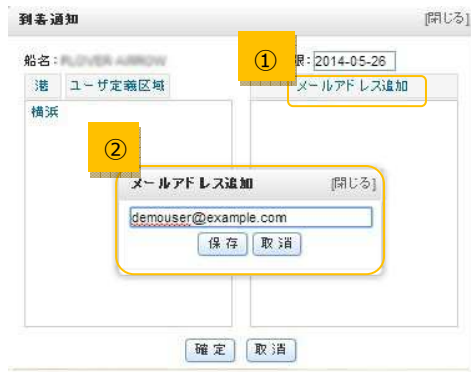 到客通知 [閉じる]
船名: 限: 2014-05-26
①
港 ユーザ定義区域 メールアドレス追加
横浜
②
メールアドレス追加 [閉じる]
demouser@example.com
保存 取消
確定 取消